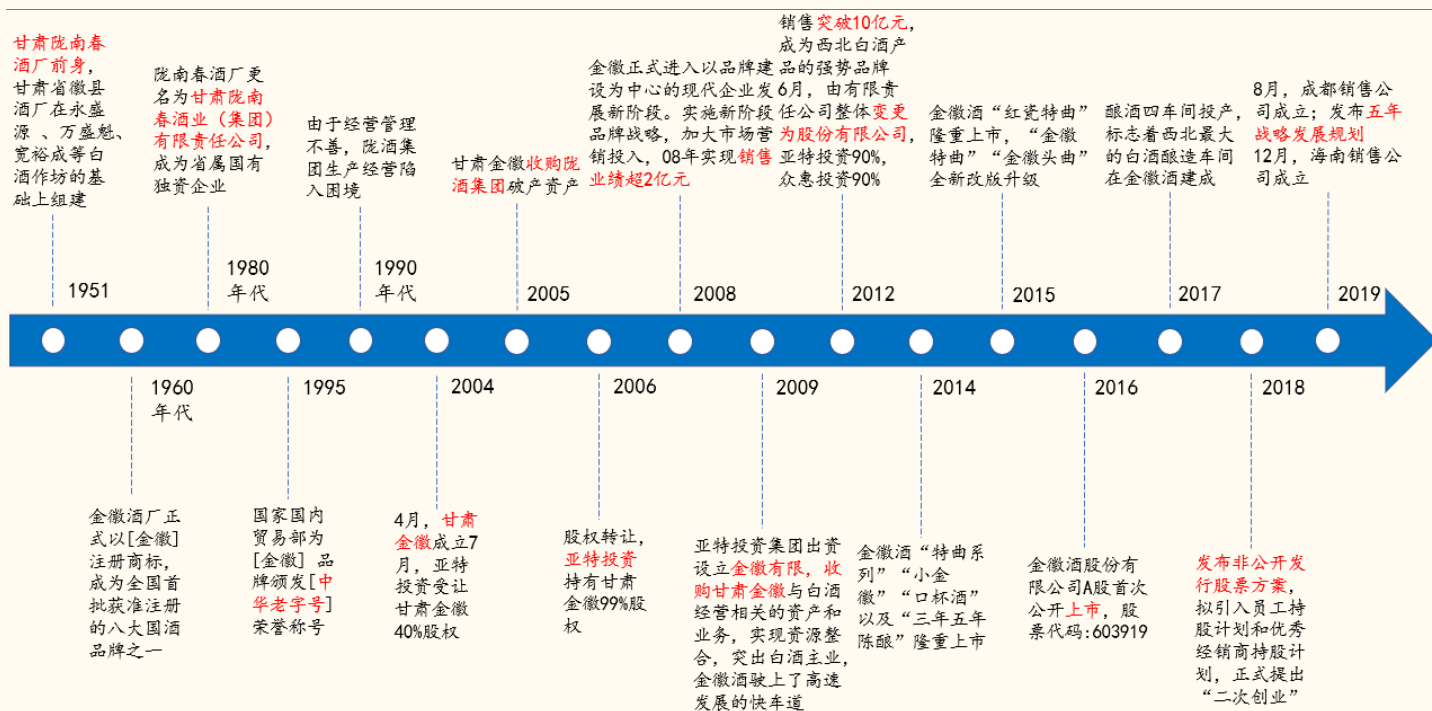 甘肃陇南春
酒厂前身，
甘肃省徽县
酒厂在永盛
源 、万盛魁、
宽裕成等白
酒作坊的基
础上组建
陇南春酒厂更
名为甘肃陇南
春酒业（集团）
有限责任公司，
成为省属国有
独资企业
由于经营管理
不善，陇酒集
团生产经营陷
入困境
甘肃金徽收购陇
酒集团破产资产
金徽正式进入以品牌建
设为中心的现代企业发
展新阶段。实施新阶段
品牌战略，加大市场营
销投入，08年实现销售
业绩超2亿元
销售突破10亿元，
成为西北白酒产
品的强势品牌
6月，由有限责
任公司整体变更
为股份有限公司，
亚特投资90%，
众惠投资90%
金徽酒“红瓷特曲”
隆重上市，“金徽
特曲”“金徽头曲”
全新改版升级
酿酒四车间投产，
标志着西北最大
的白酒酿造车间
在金徽酒建成
8月，成都销售公
司成立；发布五年
战略发展规划
12月，海南销售公
司成立
1951
1980
年代
1990
年代
2005
2008
2012
2015
2017
2019
1960
年代
1995
2004
2006
2009
2014
2016
2018
金徽酒厂正
式以[金徽]
注册商标，
成为全国首
批获准注册
的八大国酒
品牌之一
国家国内
贸易部为
[金徽] 品
牌颁发[中
华老字号]
荣誉称号
4月，甘肃
金徽成立7
月，亚特
投资受让
甘肃金徽
40%股权
股权转让，
亚特投资
持有甘肃
金徽99%股
权
亚特投资集团出资
设立金徽有限，收
购甘肃金徽与白酒
经营相关的资产和
业务，实现资源整
合，突出白酒主业，
金徽酒驶上了高速
发展的快车道
金徽酒“特曲系
列”“小金
徽”“口杯酒”
以及“三年五年
陈酿”隆重上市
金徽酒股份有
限公司A股首次
公开上市，股
票代码:603919
发布非公开发
行股票方案，
拟引入员工持
股计划和优秀
经销商持股计
划，正式提出
“二次创业”